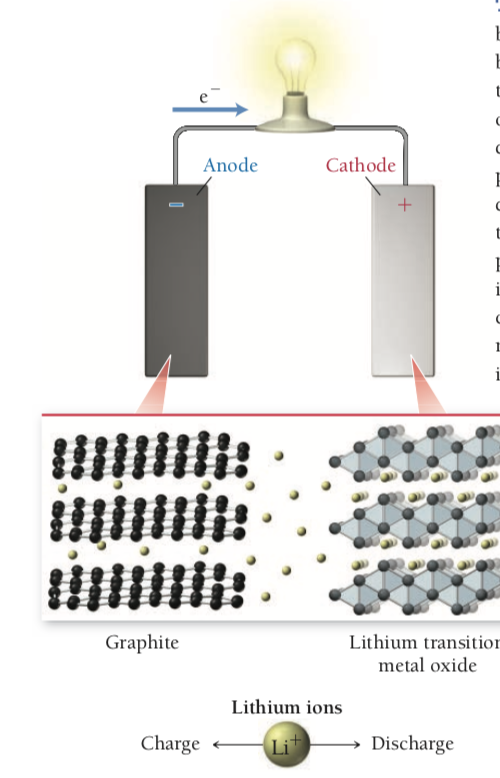 e⁻
Anode
Cathode
−
+
Graphite
Lithium transition
metal oxide
Lithium ions
Charge
Li⁺
Discharge